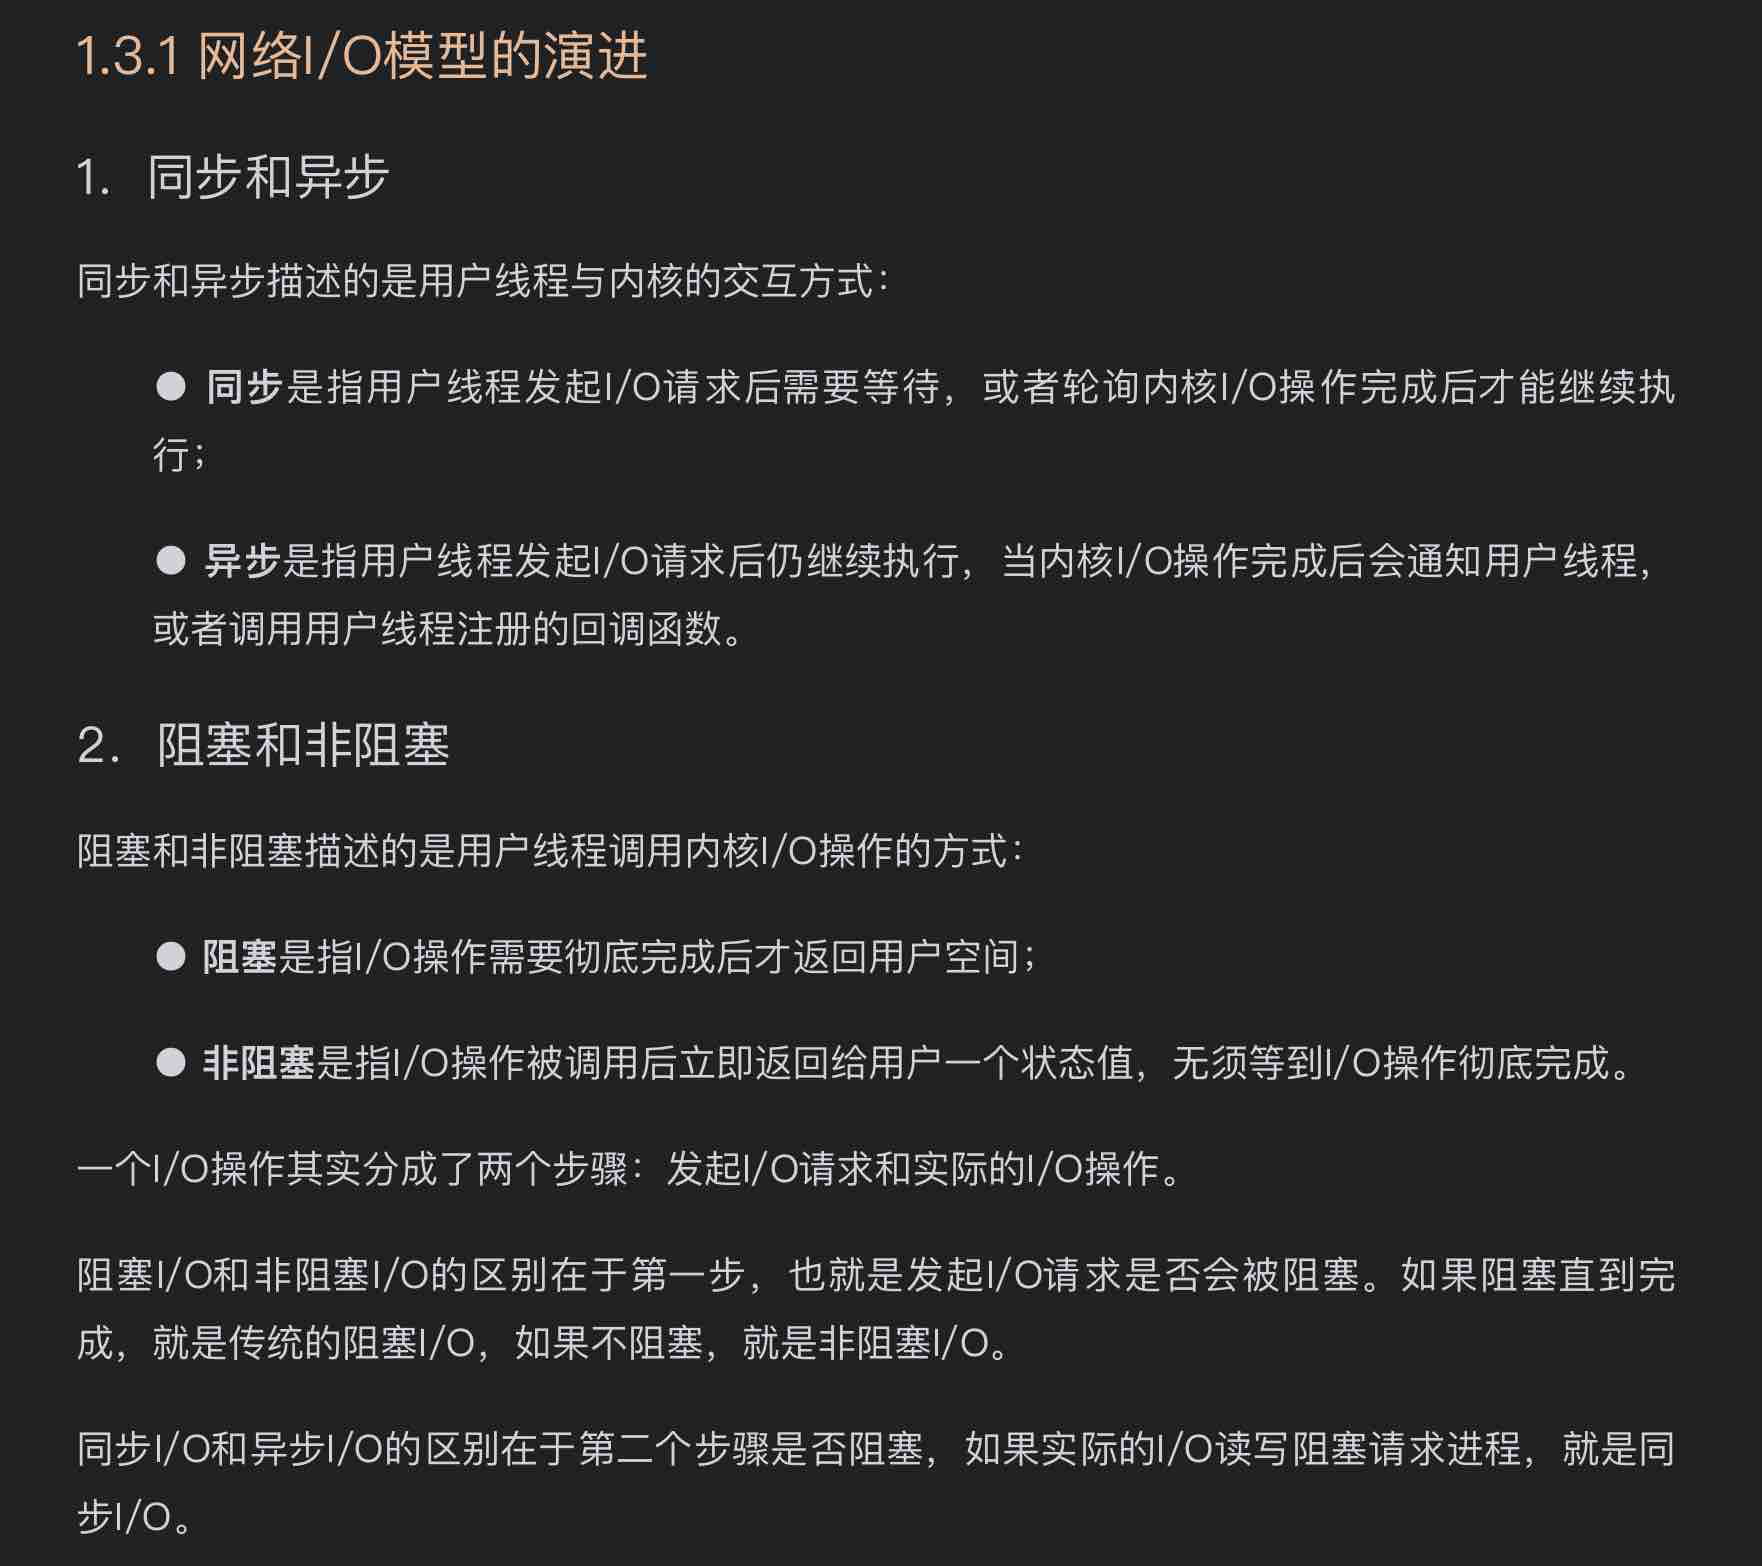 1.3.1 网络I/O模型的演进
1. 同步和异步
同步和异步描述的是用户线程与内核的交互方式：
● 同步是指用户线程发起I/O请求后需要等待，或者轮询内核I/O操作完成后才能继续执
行；
● 异步是指用户线程发起I/O请求后仍继续执行，当内核I/O操作完成后会通知用户线程，
或者调用用户线程注册的回调函数。
2. 阻塞和非阻塞
阻塞和非阻塞描述的是用户线程调用内核I/O操作的方式：
● 阻塞是指I/O操作需要彻底完成后才返回用户空间；
● 非阻塞是指I/O操作被调用后立即返回给用户一个状态值，无须等到I/O操作彻底完成。
一个I/O操作其实分成了两个步骤：发起I/O请求和实际的I/O操作。
阻塞I/O和非阻塞I/O的区别在于第一步，也就是发起I/O请求是否会被阻塞。如果阻塞直到完
成，就是传统的阻塞I/O，如果不阻塞，就是非阻塞I/O。
同步I/O和异步I/O的区别在于第二个步骤是否阻塞，如果实际的I/O读写阻塞请求进程，就是同
步I/O。